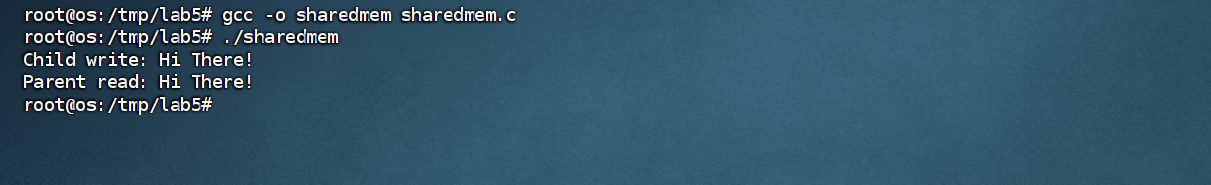 root@os:/tmp/lab5# gcc -o sharedmem sharedmem.c
root@os:/tmp/lab5# ./sharedmem
Child write: Hi There!
Parent read: Hi There!
root@os:/tmp/lab5#